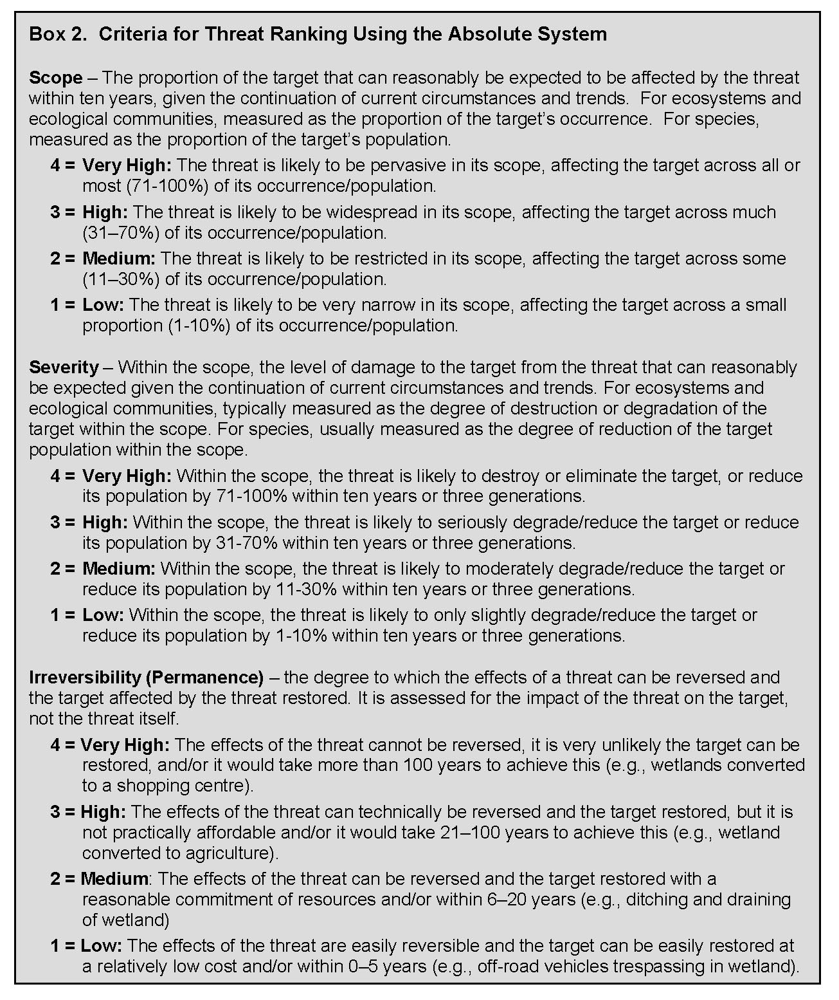 Box 2.  Criteria for Threat Ranking Using the Absolute System
Scope – The proportion of the target that can reasonably be expected to be affected by the threat
within ten years, given the continuation of current circumstances and trends.  For ecosystems and
ecological communities, measured as the proportion of the target’s occurrence.  For species,
measured as the proportion of the target’s population.
4 = Very High: The threat is likely to be pervasive in its scope, affecting the target across all or
most (71-100%) of its occurrence/population.
3 = High: The threat is likely to be widespread in its scope, affecting the target across much
(31–70%) of its occurrence/population.
2 = Medium: The threat is likely to be restricted in its scope, affecting the target across some
(11–30%) of its occurrence/population.
1 = Low: The threat is likely to be very narrow in its scope, affecting the target across a small
proportion (1-10%) of its occurrence/population.
Severity – Within the scope, the level of damage to the target from the threat that can reasonably
be expected given the continuation of current circumstances and trends. For ecosystems and
ecological communities, typically measured as the degree of destruction or degradation of the
target within the scope. For species, usually measured as the degree of reduction of the target
population within the scope.
4 = Very High: Within the scope, the threat is likely to destroy or eliminate the target, or reduce
its population by 71-100% within ten years or three generations.
3 = High: Within the scope, the threat is likely to seriously degrade/reduce the target or reduce
its population by 31-70% within ten years or three generations.
2 = Medium: Within the scope, the threat is likely to moderately degrade/reduce the target or
reduce its population by 11-30% within ten years or three generations.
1 = Low: Within the scope, the threat is likely to only slightly degrade/reduce the target or
reduce its population by 1-10% within ten years or three generations.
Irreversibility (Permanence) – the degree to which the effects of a threat can be reversed and
the target affected by the threat restored. It is assessed for the impact of the threat on the target,
not the threat itself.
4 = Very High: The effects of the threat cannot be reversed, it is very unlikely the target can be
restored, and/or it would take more than 100 years to achieve this (e.g., wetlands converted
to a shopping centre).
3 = High: The effects of the threat can technically be reversed and the target restored, but it is
not practically affordable and/or it would take 21–100 years to achieve this (e.g., wetland
converted to agriculture).
2 = Medium: The effects of the threat can be reversed and the target restored with a
reasonable commitment of resources and/or within 6–20 years (e.g., ditching and draining
of wetland)
1 = Low: The effects of the threat are easily reversible and the target can be easily restored at
a relatively low cost and/or within 0–5 years (e.g., off-road vehicles trespassing in wetland).